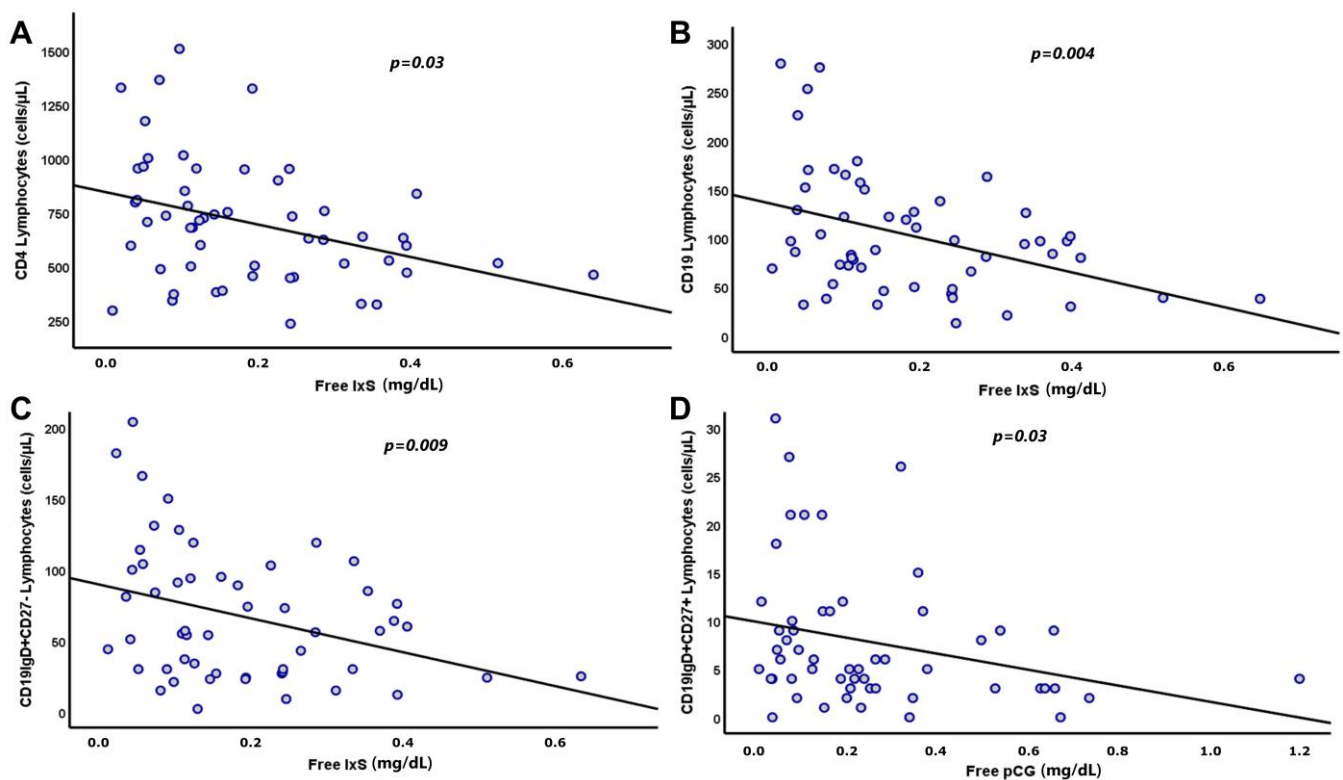 A
p=0.03
CD4 Lymphocytes (cells/µL)
1500
1250
1000
750
500
250
0.0 0.2 0.4 0.6
Free IxS (mg/dL)
B
p=0.004
CD19 Lymphocytes (cells/µL)
300
250
200
150
100
50
0
0.0 0.2 0.4 0.6
Free IxS (mg/dL)
C
p=0.009
CD19IgD+CD27- Lymphocytes (cells/µL)
200
150
100
50
0
0.0 0.2 0.4 0.6
Free IxS (mg/dL)
D
p=0.03
CD19IgD+CD27+ Lymphocytes (cells/µL)
30
25
20
15
10
5
0
0.0 0.2 0.4 0.6 0.8 1.0 1.2
Free pCG (mg/dL)